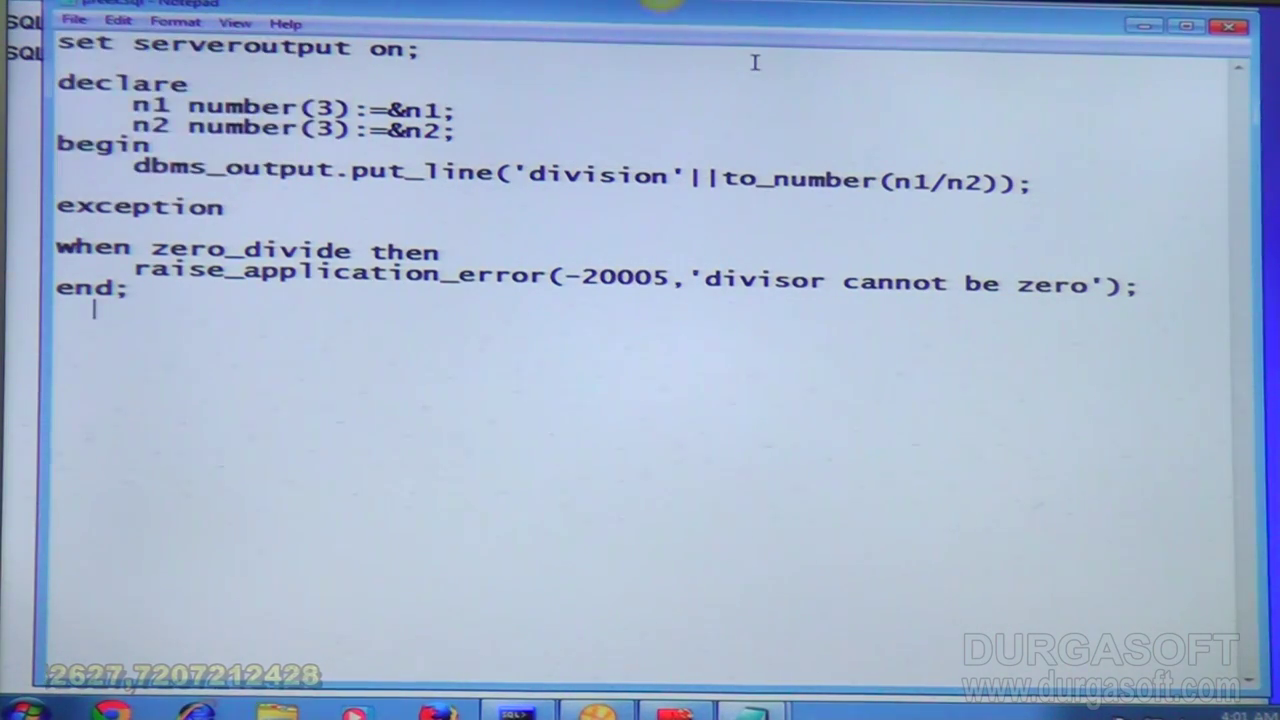 SQL
SQL
File Edit Format View Help
set serveroutput on;
declare
n1 number(3):=&n1;
n2 number(3):=&n2;
begin
dbms_output.put_line('division'||to_number(n1/n2));
exception
when zero_divide then
raise_application_error(-20005,'divisor cannot be zero');
end;
DURGASOFT
www.durgasoft.com
2627,7207212428
SQL>